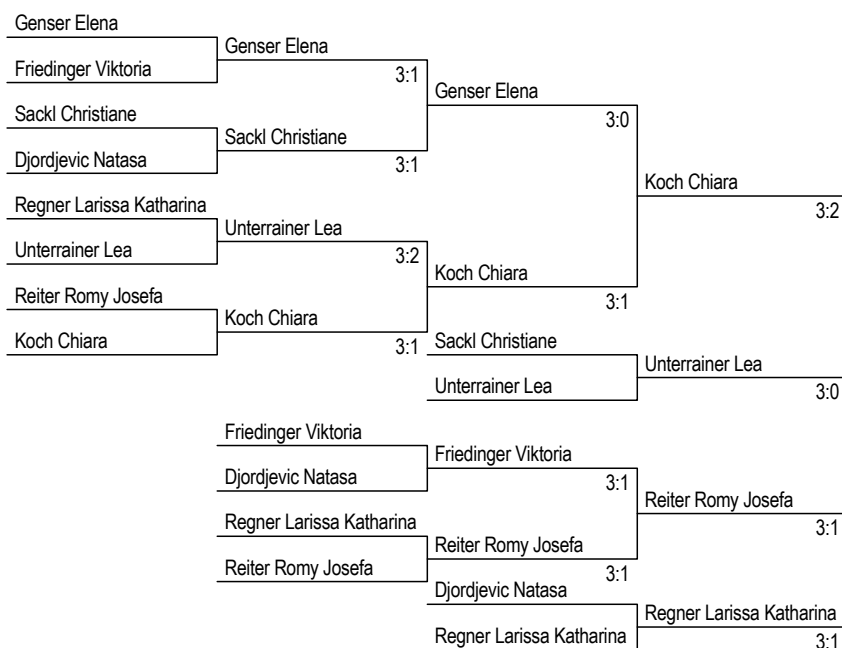 Genser Elena
Genser Elena
Friedinger Viktoria
3:1
Genser Elena
Sackl Christiane
3:0
Sackl Christiane
Djordjevic Natasa
3:1
Koch Chiara
Regner Larissa Katharina
3:2
Unterrainer Lea
Unterrainer Lea
3:2
Koch Chiara
Reiter Romy Josefa
3:1
Koch Chiara
Koch Chiara
3:1
Sackl Christiane
Unterrainer Lea
Unterrainer Lea
3:0
Friedinger Viktoria
Friedinger Viktoria
Djordjevic Natasa
3:1
Reiter Romy Josefa
Regner Larissa Katharina
3:1
Reiter Romy Josefa
Reiter Romy Josefa
3:1
Djordjevic Natasa
Regner Larissa Katharina
Regner Larissa Katharina
3:1